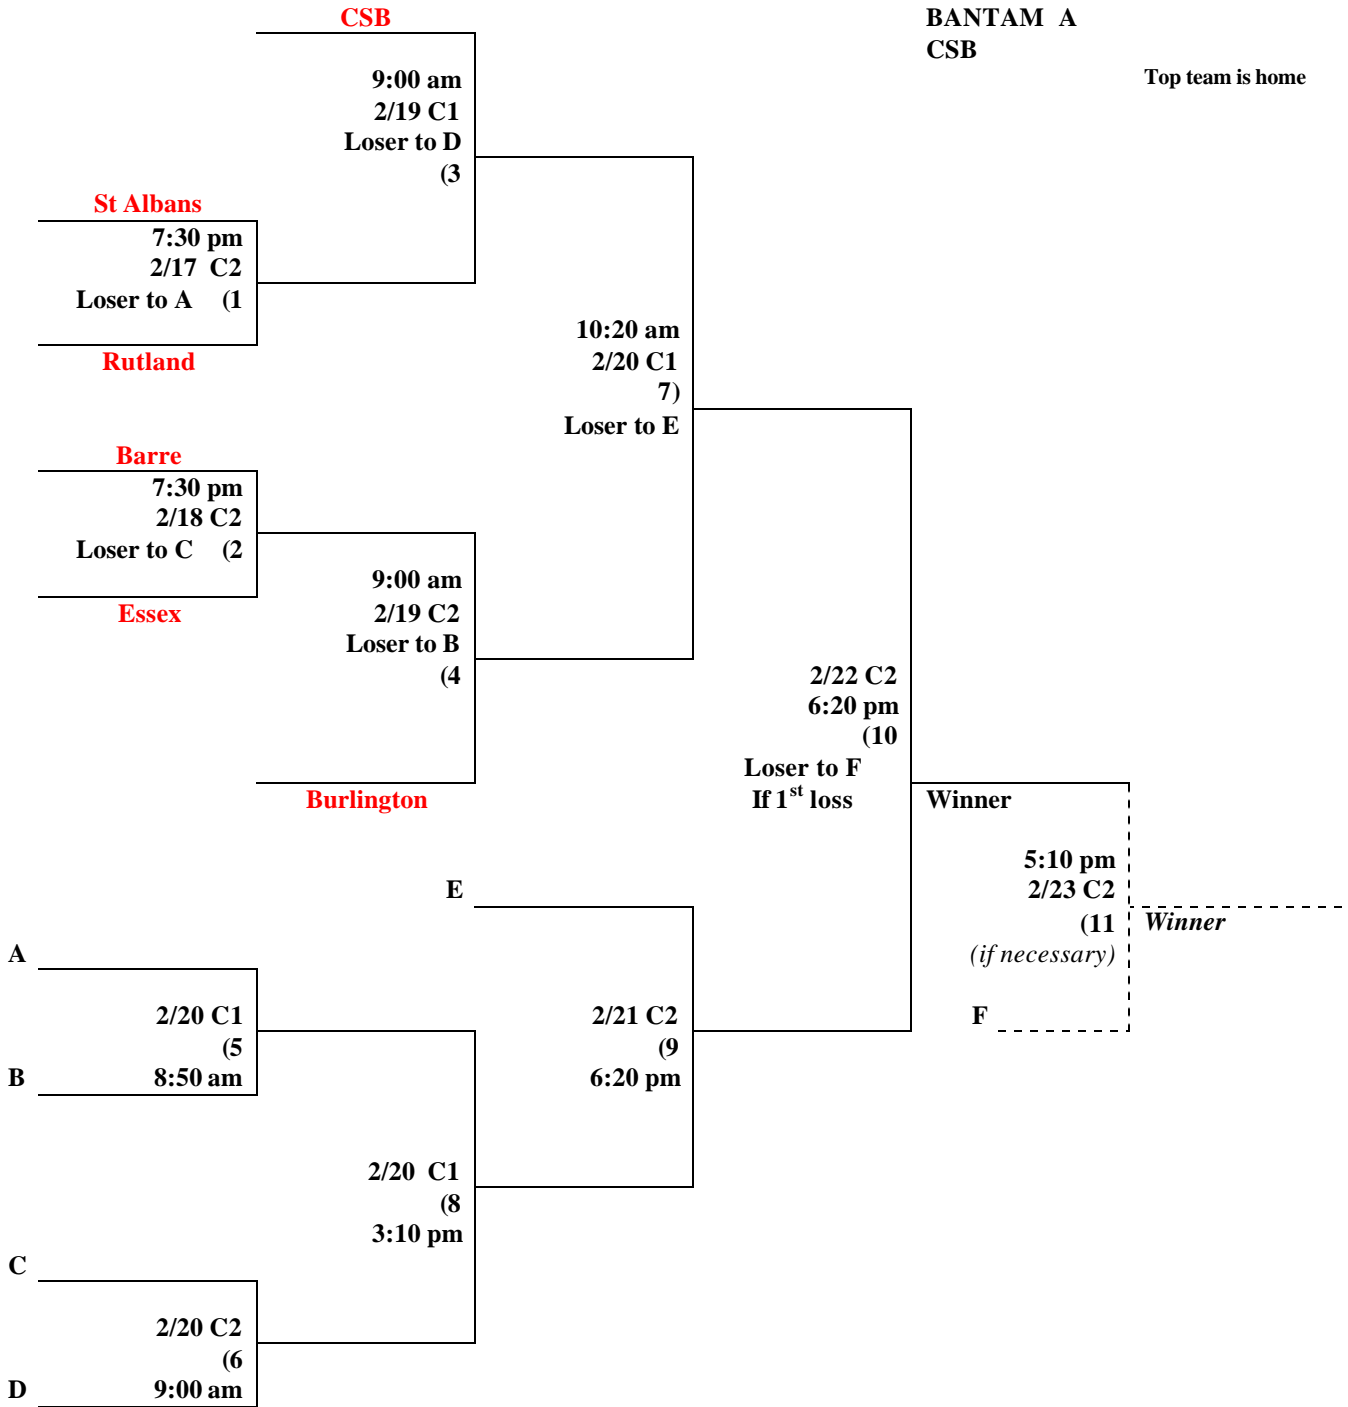 CSB
BANTAM A
CSB
Top team is home
9:00 am
2/19 C1
Loser to D
(3
St Albans
7:30 pm
2/17 C2
Loser to A (1
Rutland
10:20 am
2/20 C1
7)
Loser to E
Barre
7:30 pm
2/18 C2
Loser to C (2
Essex
9:00 am
2/19 C2
Loser to B
(4
Burlington
2/22 C2
6:20 pm
(10
Loser to F
If 1st loss
Winner
5:10 pm
2/23 C2
(11
(if necessary)
Winner
F
E
A
2/20 C1
(5
B 8:50 am
2/21 C2
(9
6:20 pm
2/20 C1
(8
3:10 pm
C
2/20 C2
(6
D 9:00 am